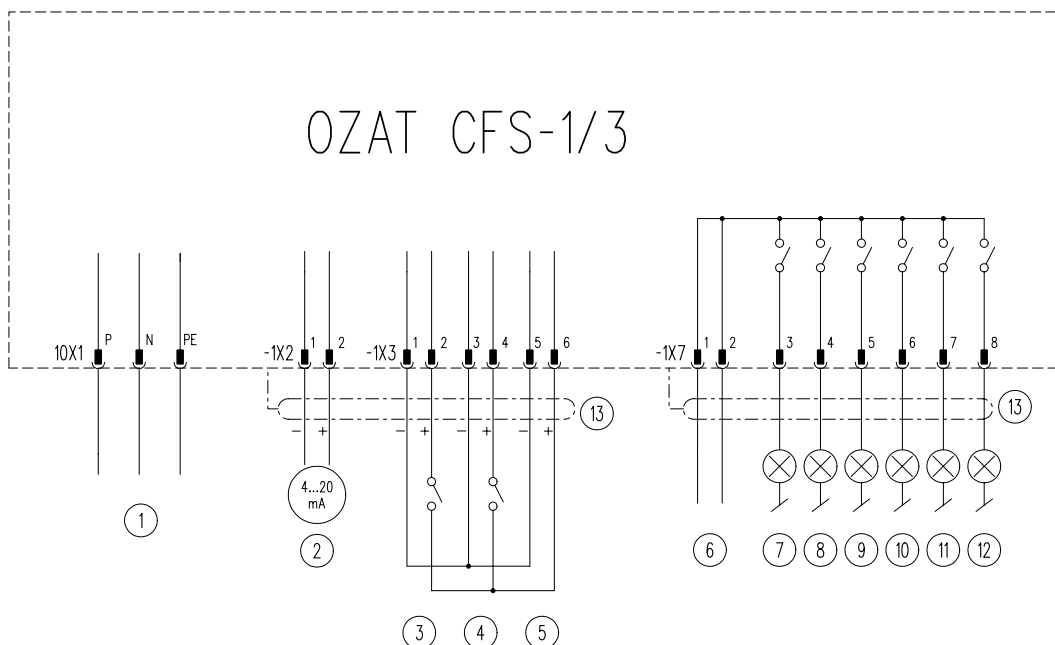 OZAT CFS-1/3
10X1 P N PE
-1X2 1 2
-1X3 1 2 3 4 5 6
-1X7 1 2 3 4 5 6 7 8
13
13
- + - + - + - +
4...20
mA
1
2
6 7 8 9 10 11 12
3 4 5